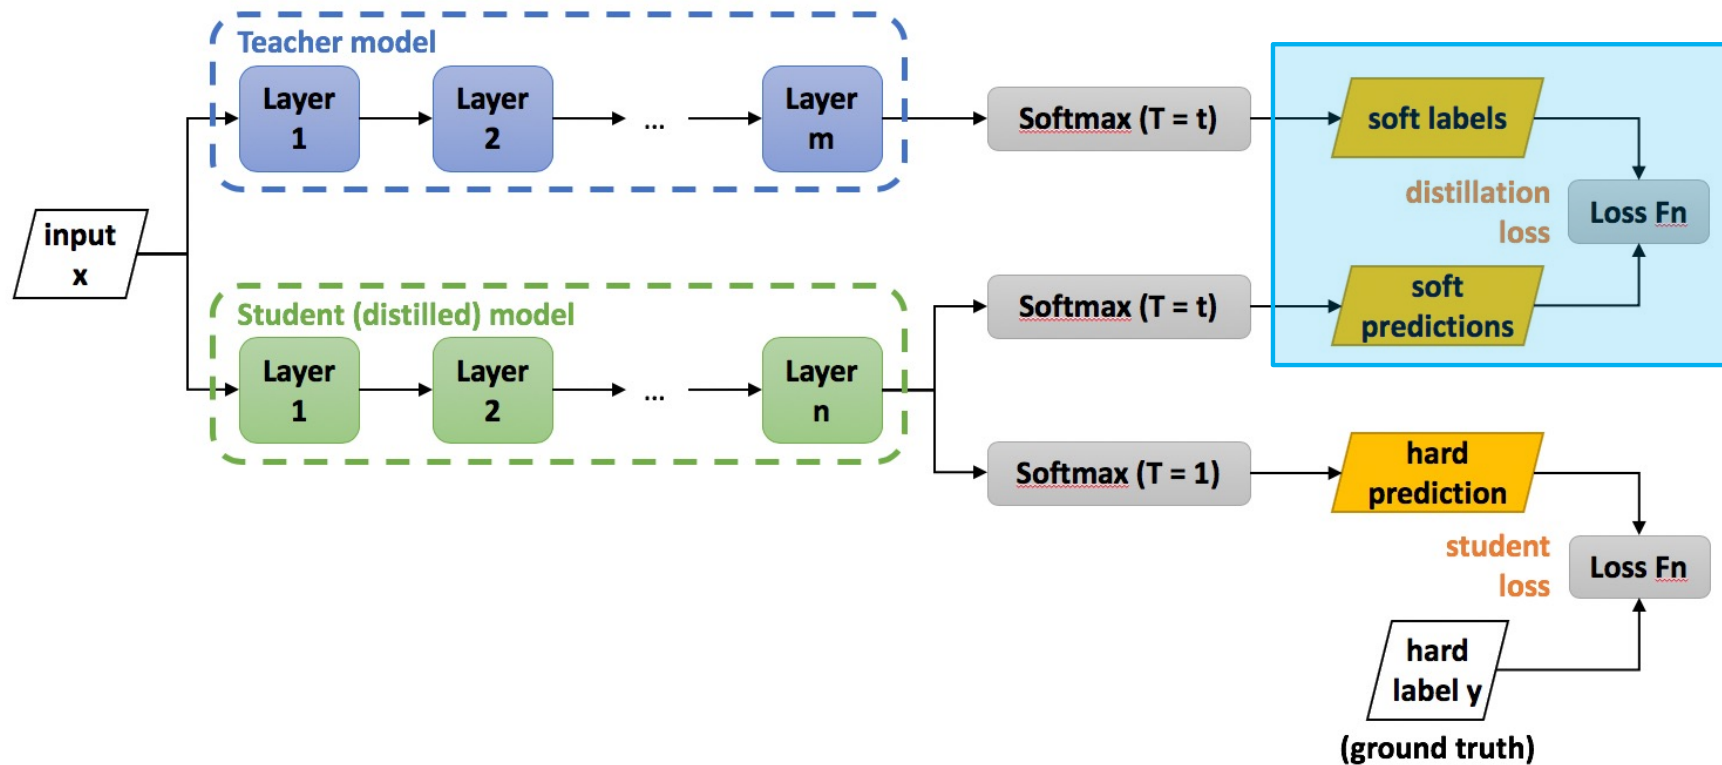 Teacher model
Layer
1
Layer
2
...
Layer
m
Softmax (T = t)
soft labels
distillation
loss
Loss Fn
input
x
Student (distilled) model
Layer
1
Layer
2
...
Layer
n
Softmax (T = t)
soft
predictions
Softmax (T = 1)
hard
prediction
student
loss
Loss Fn
hard
label y
(ground truth)